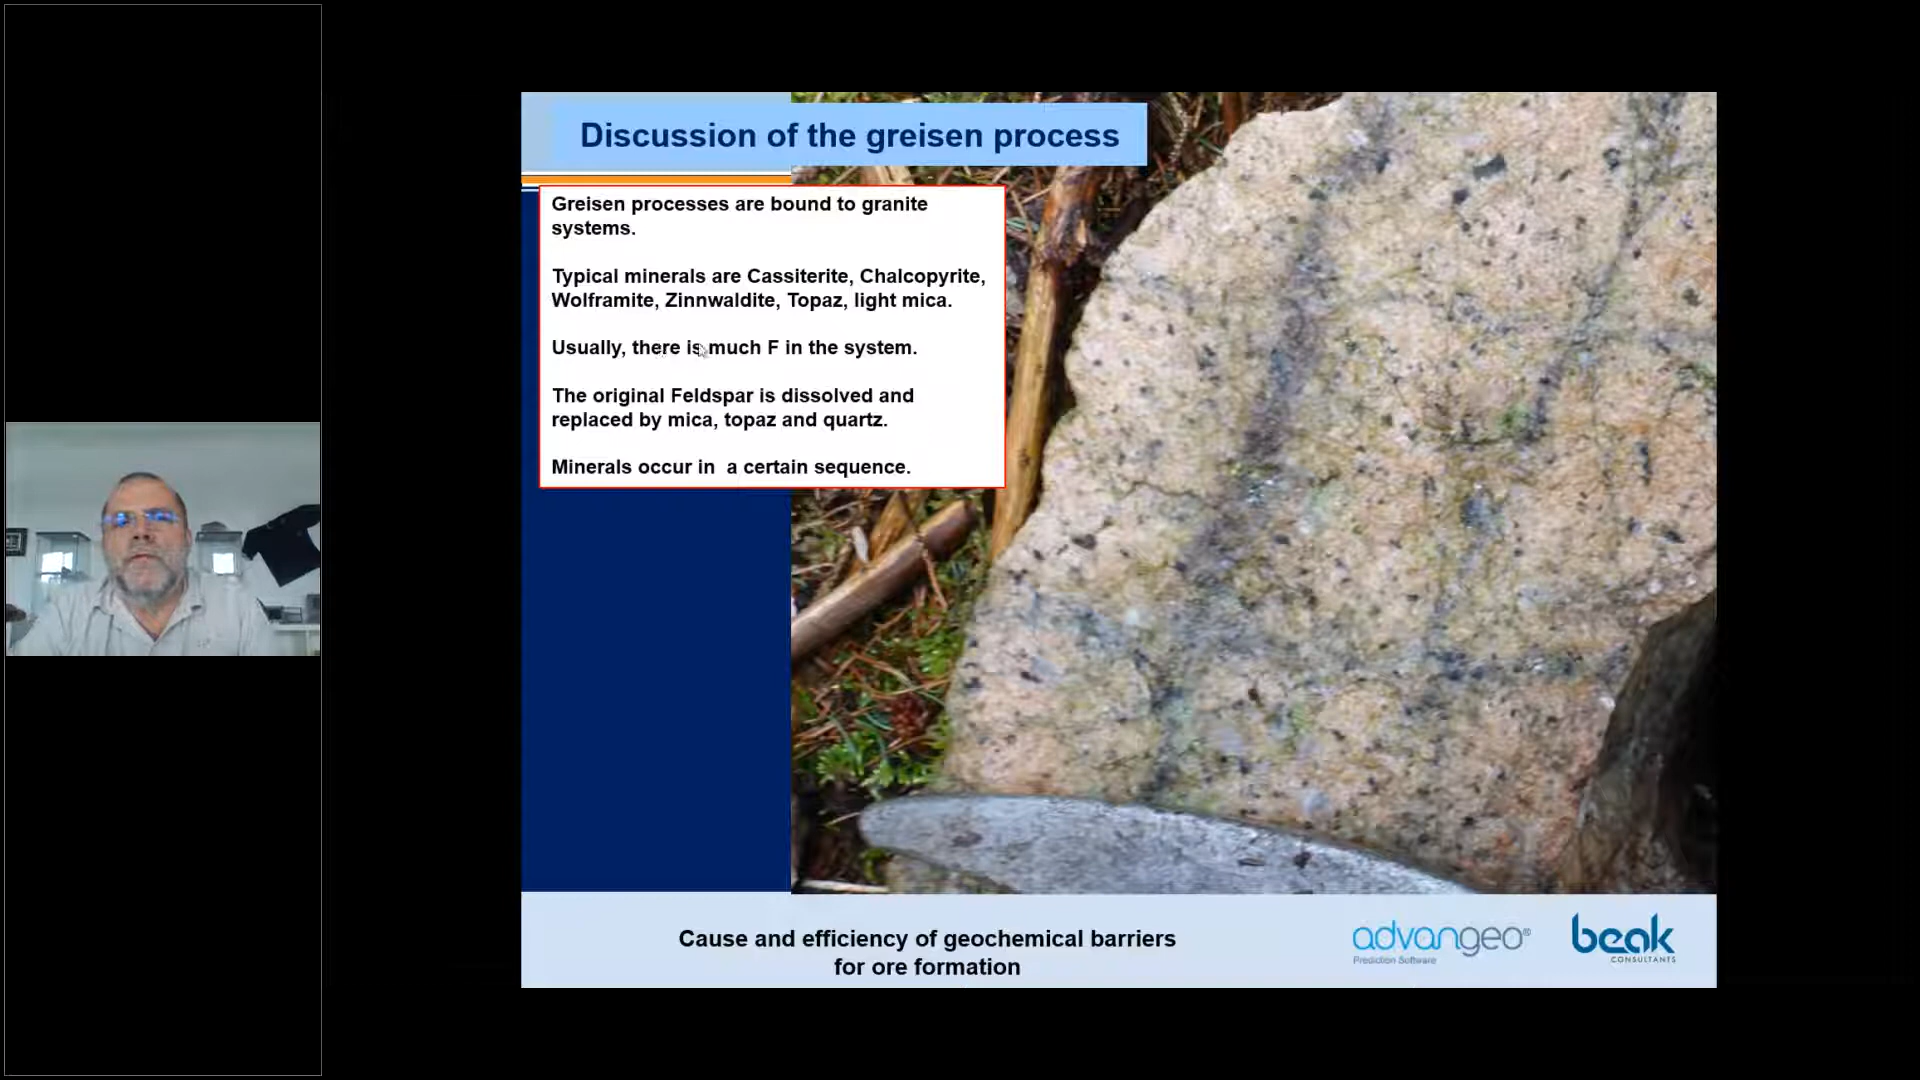 Discussion of the greisen process
Greisen processes are bound to granite
systems.
Typical minerals are Cassiterite, Chalcopyrite,
Wolframite, Zinnwaldite, Topaz, light mica.
Usually, there is much F in the system.
The original Feldspar is dissolved and
replaced by mica, topaz and quartz.
Minerals occur in  a certain sequence.
Cause and efficiency of geochemical barriers
for ore formation
advangeo®
Prediction Software
beak
CONSULTANTS